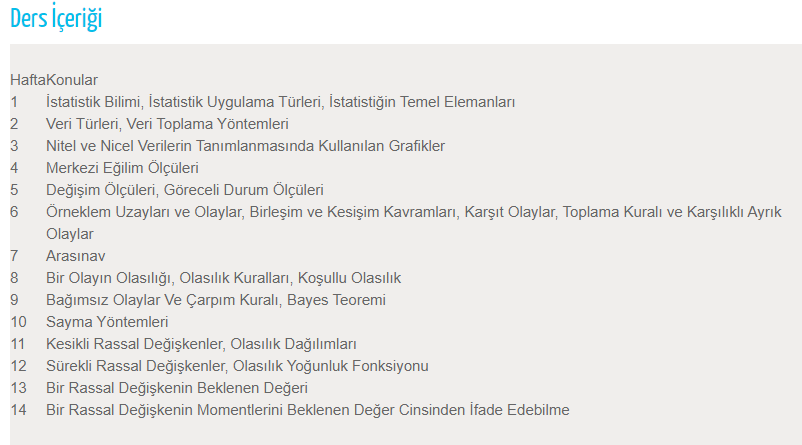 Ders İçeriği
HaftaKonular
1 İstatistik Bilimi, İstatistik Uygulama Türleri, İstatistiğin Temel Elemanları
2 Veri Türleri, Veri Toplama Yöntemleri
3 Nitel ve Nicel Verilerin Tanımlanmasında Kullanılan Grafikler
4 Merkezi Eğilim Ölçüleri
5 Değişim Ölçüleri, Göreceli Durum Ölçüleri
6 Örneklem Uzayları ve Olaylar, Birleşim ve Kesişim Kavramları, Karşıt Olaylar, Toplama Kuralı ve Karşılıklı Ayrık
Olaylar
7 Arasınav
8 Bir Olayın Olasılığı, Olasılık Kuralları, Koşullu Olasılık
9 Bağımsız Olaylar Ve Çarpım Kuralı, Bayes Teoremi
10 Sayma Yöntemleri
11 Kesikli Rassal Değişkenler, Olasılık Dağılımları
12 Sürekli Rassal Değişkenler, Olasılık Yoğunluk Fonksiyonu
13 Bir Rassal Değişkenin Beklenen Değeri
14 Bir Rassal Değişkenin Momentlerini Beklenen Değer Cinsinden İfade Edebilme